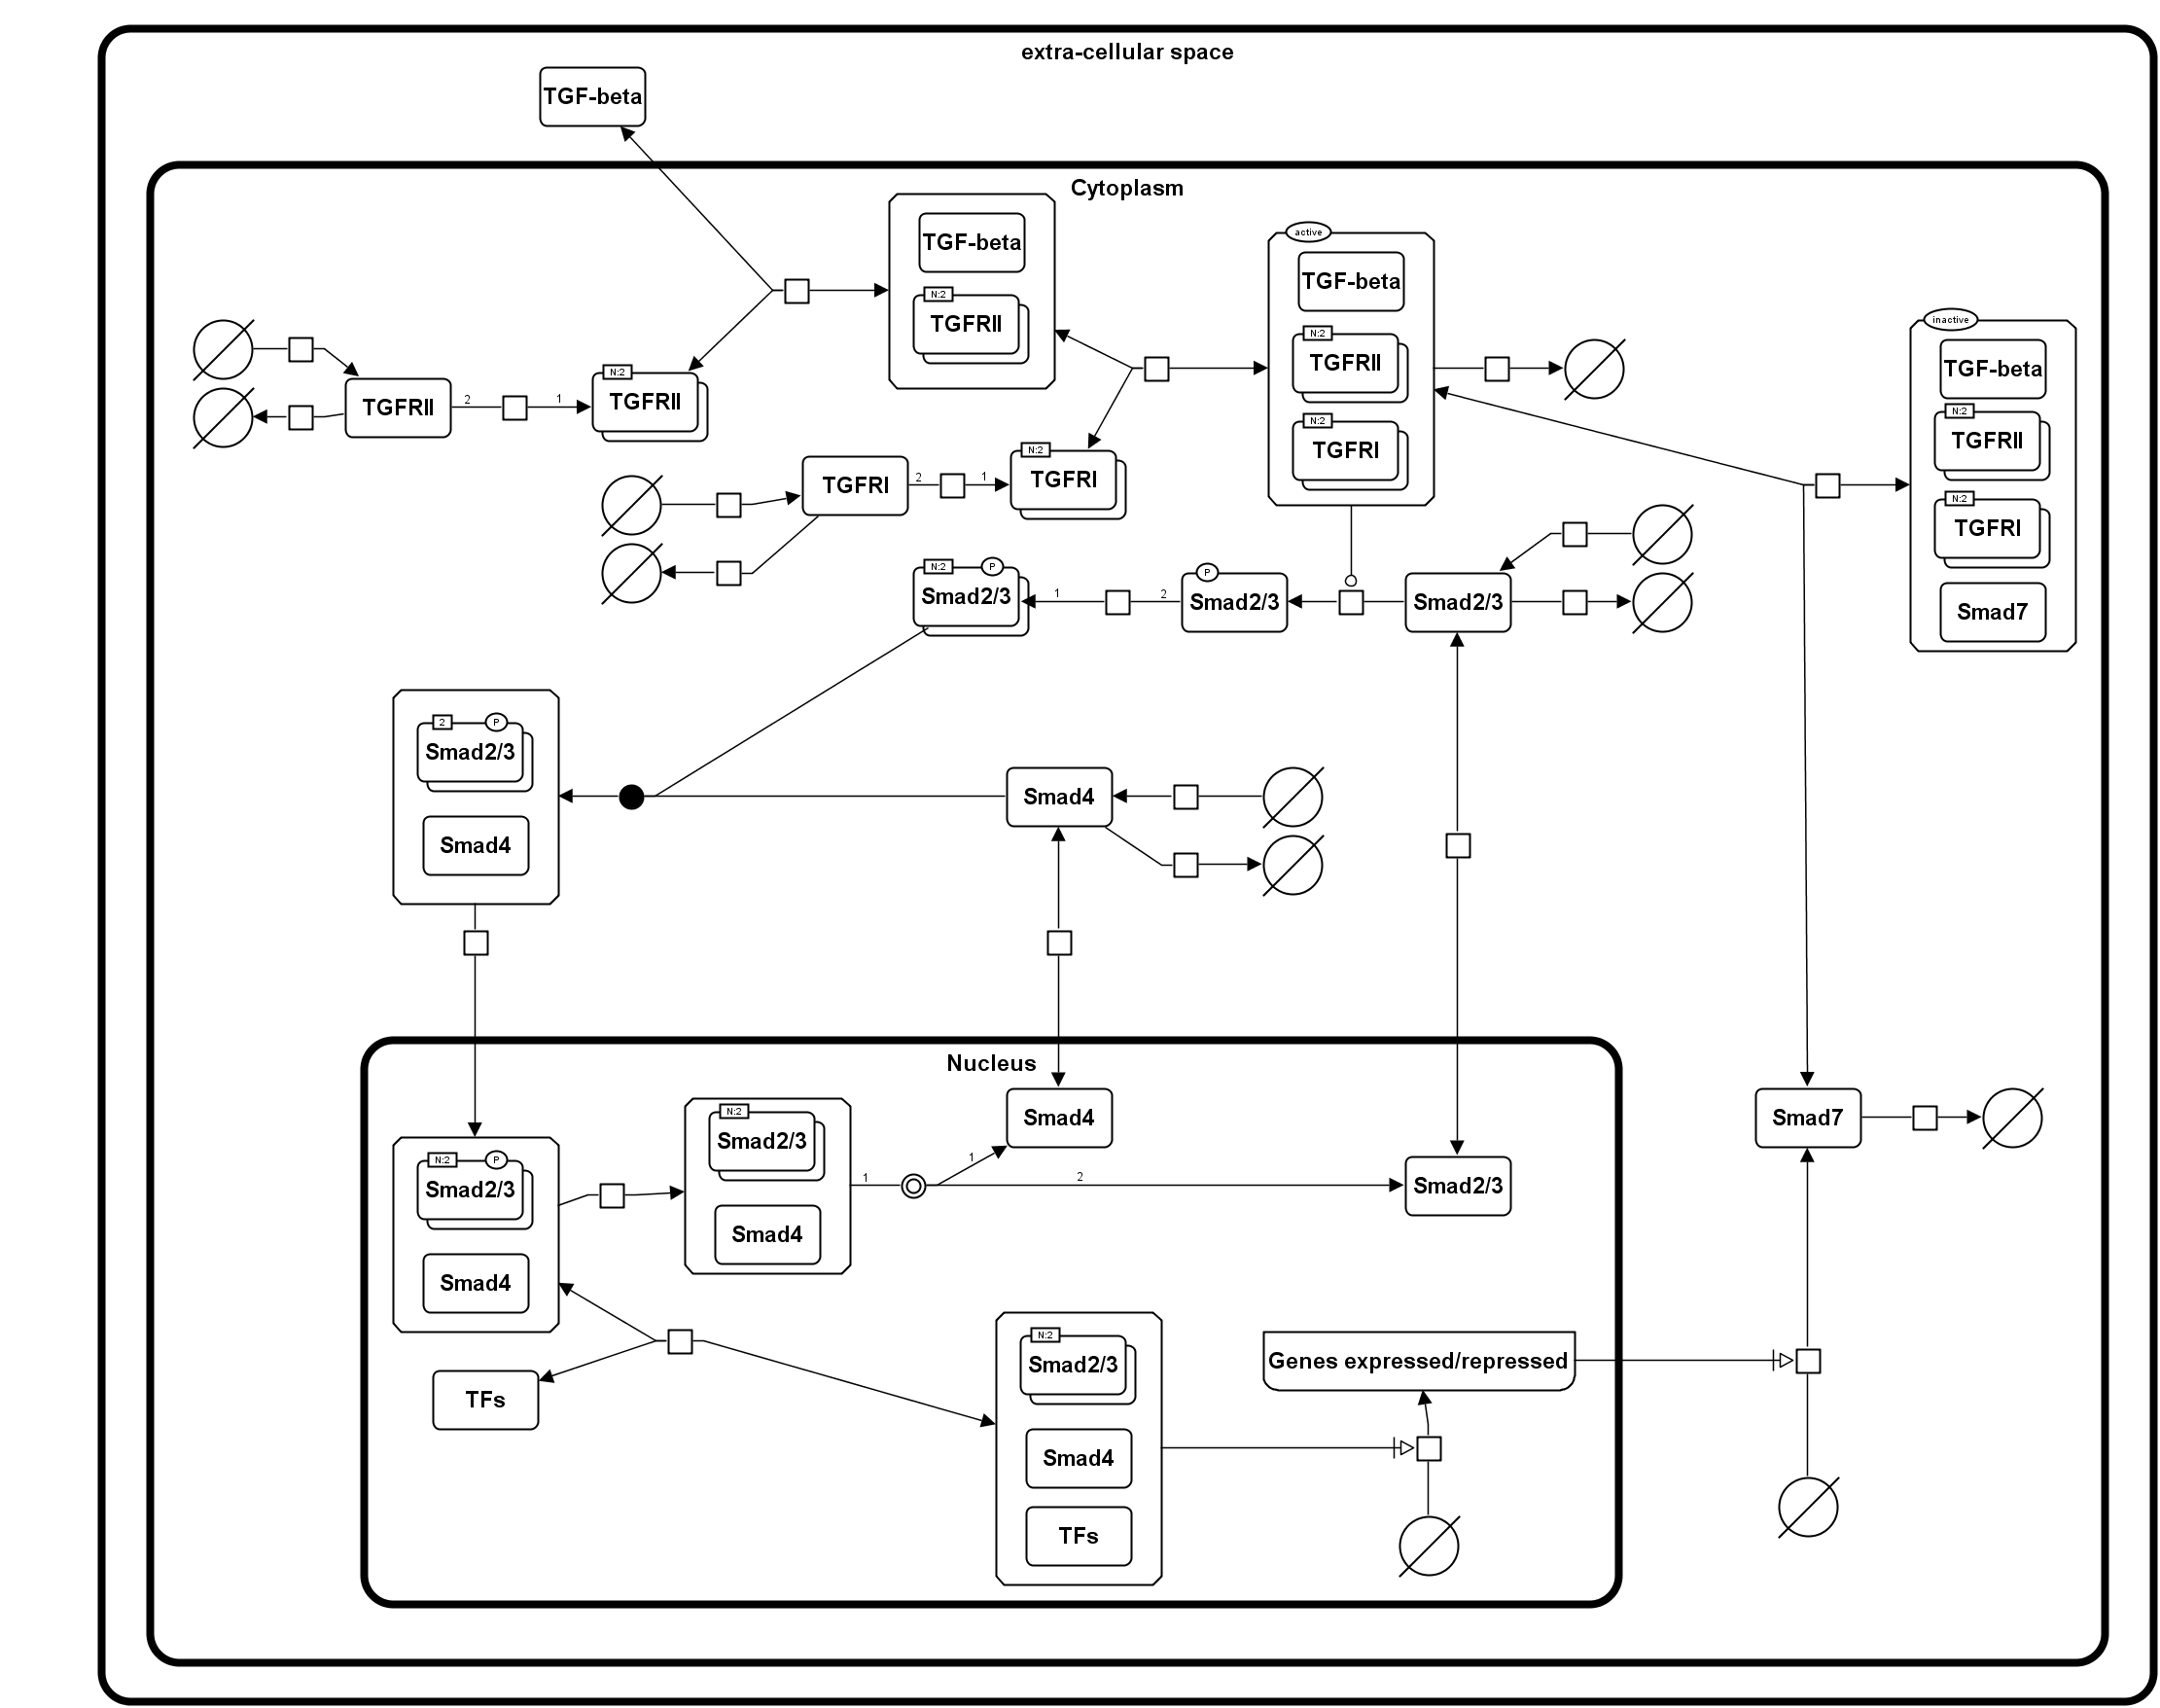 extra-cellular space
TGF-beta
Cytoplasm
TGF-beta
N:2
TGFRII
active
TGF-beta
N:2
TGFRII
N:2
TGFRI
inactive
TGF-beta
N:2
TGFRII
N:2
TGFRI
Smad7
TGFRII
2
1
N:2
TGFRII
TGFRI
2
1
N:2
TGFRI
N:2
P
Smad2/3
1
2
P
Smad2/3
Smad2/3
2
P
Smad2/3
Smad4
Smad4
Nucleus
N:2
P
Smad2/3
Smad4
N:2
Smad2/3
Smad4
1
1
2
Smad4
Smad2/3
Smad7
TFs
N:2
Smad2/3
Smad4
TFs
Genes expressed/repressed